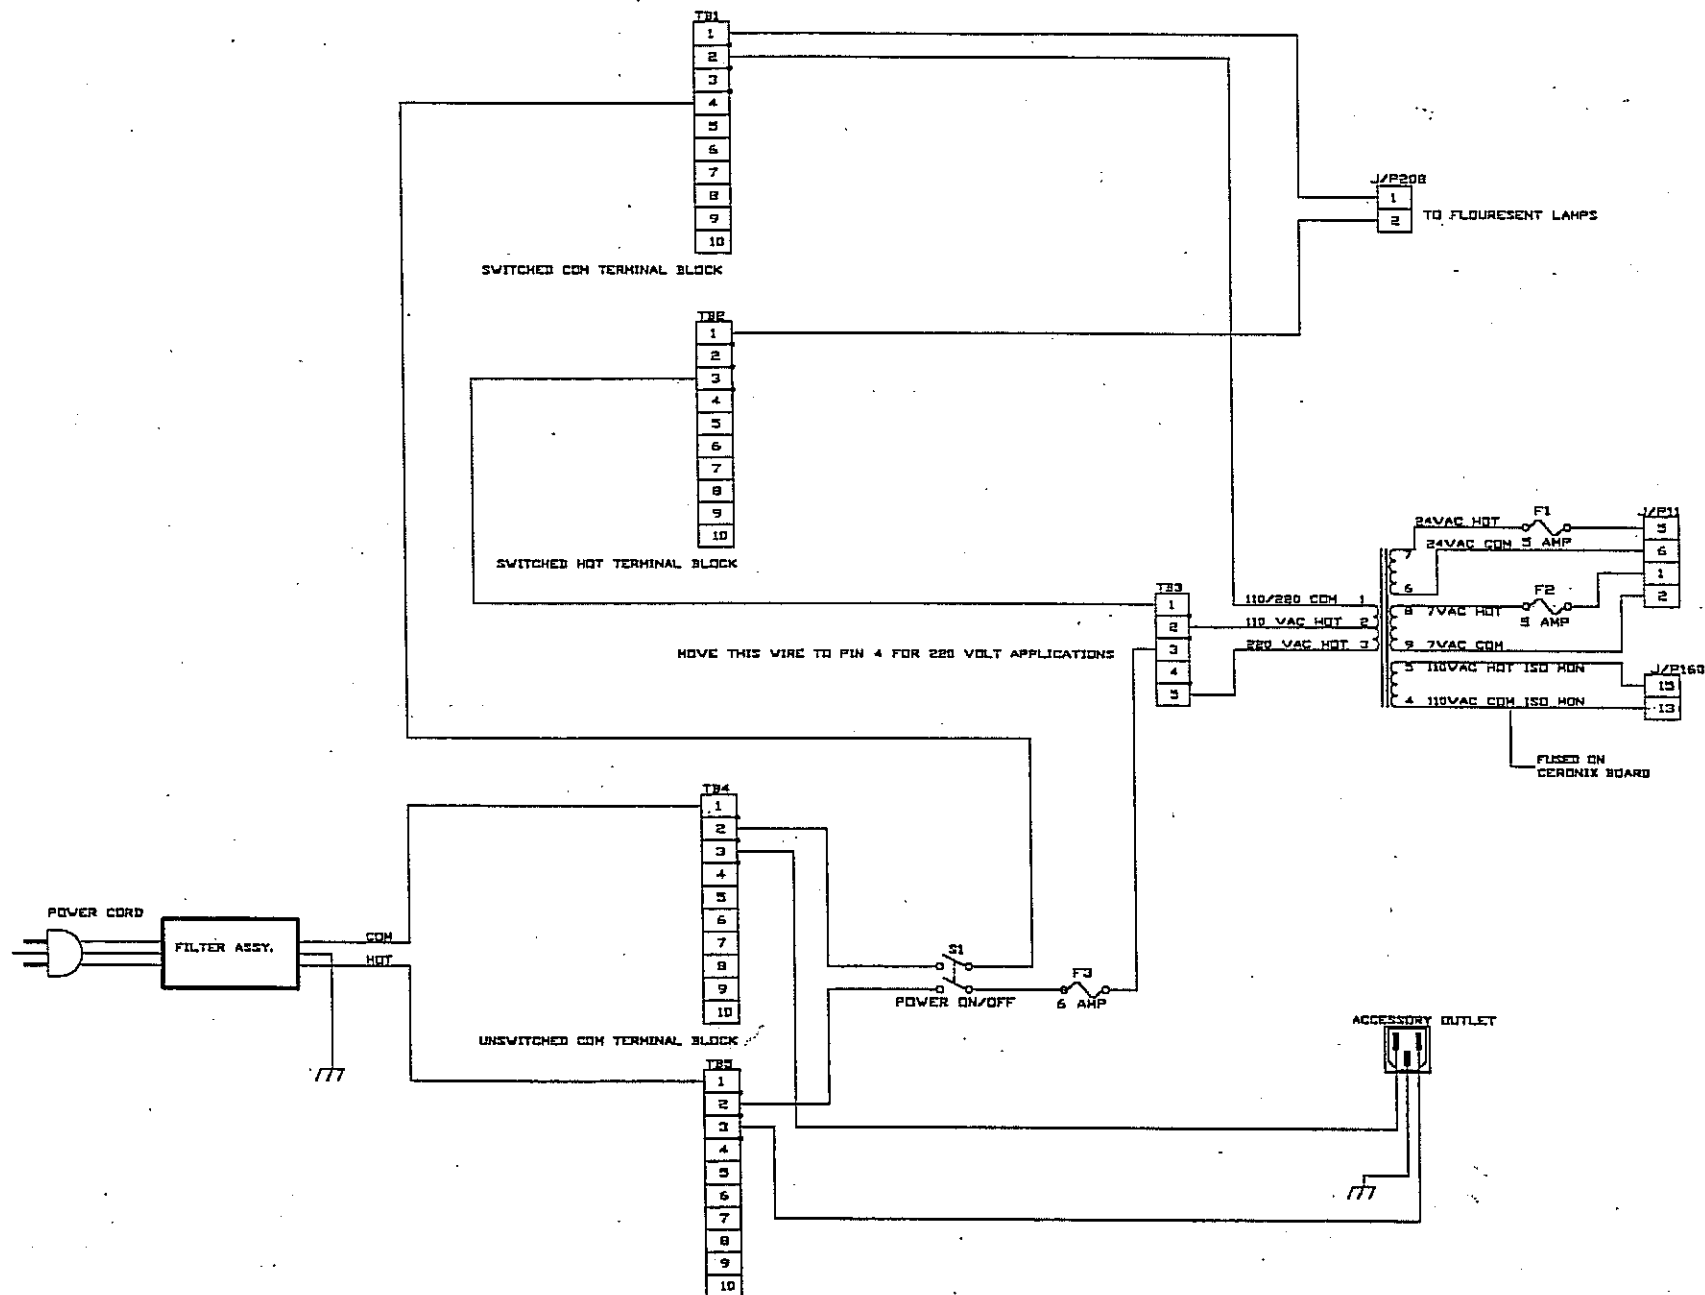 TB1
1
2
3
4
5
6
7
8
9
10
SWITCHED COM TERMINAL BLOCK
J/P208
1
2
TO FLOURESENT LAMPS
TB2
1
2
3
4
5
6
7
8
9
10
SWITCHED HOT TERMINAL BLOCK
TB3
1
2
3
4
5
MOVE THIS WIRE TO PIN 4 FOR 220 VOLT APPLICATIONS
110/220 COM 1
110 VAC HOT 2
220 VAC HOT 3
24VAC HOT
7
F1
5 AMP
24VAC COM
6
8 7VAC HOT
F2
5 AMP
9 7VAC COM
5 110VAC HOT ISO MON
4 110VAC COM ISO MON
J/P11
5
6
1
2
J/P160
15
13
FUSED ON
CERONIX BOARD
TB4
1
2
3
4
5
6
7
8
9
10
UNSWITCHED COM TERMINAL BLOCK
POWER CORD
FILTER ASSY.
COM
HOT
S1
POWER ON/OFF
F3
6 AMP
ACCESSORY OUTLET
TB5
1
2
3
4
5
6
7
8
9
10